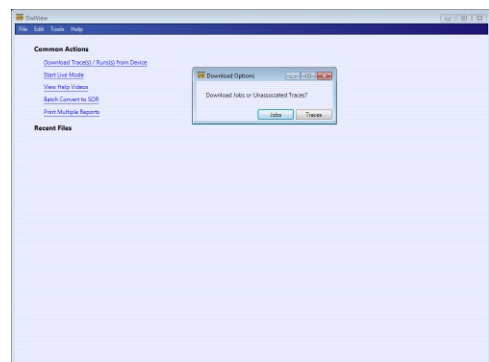 OwlView
File Edit Tools Help
Common Actions
Download Trace(s) / Runs(s) from Device
Start Live Mode
View Help Videos
Batch Convert to SOR
Print Multiple Reports
Recent Files
Download Options
Download Jobs or Unassociated Traces?
Jobs Traces